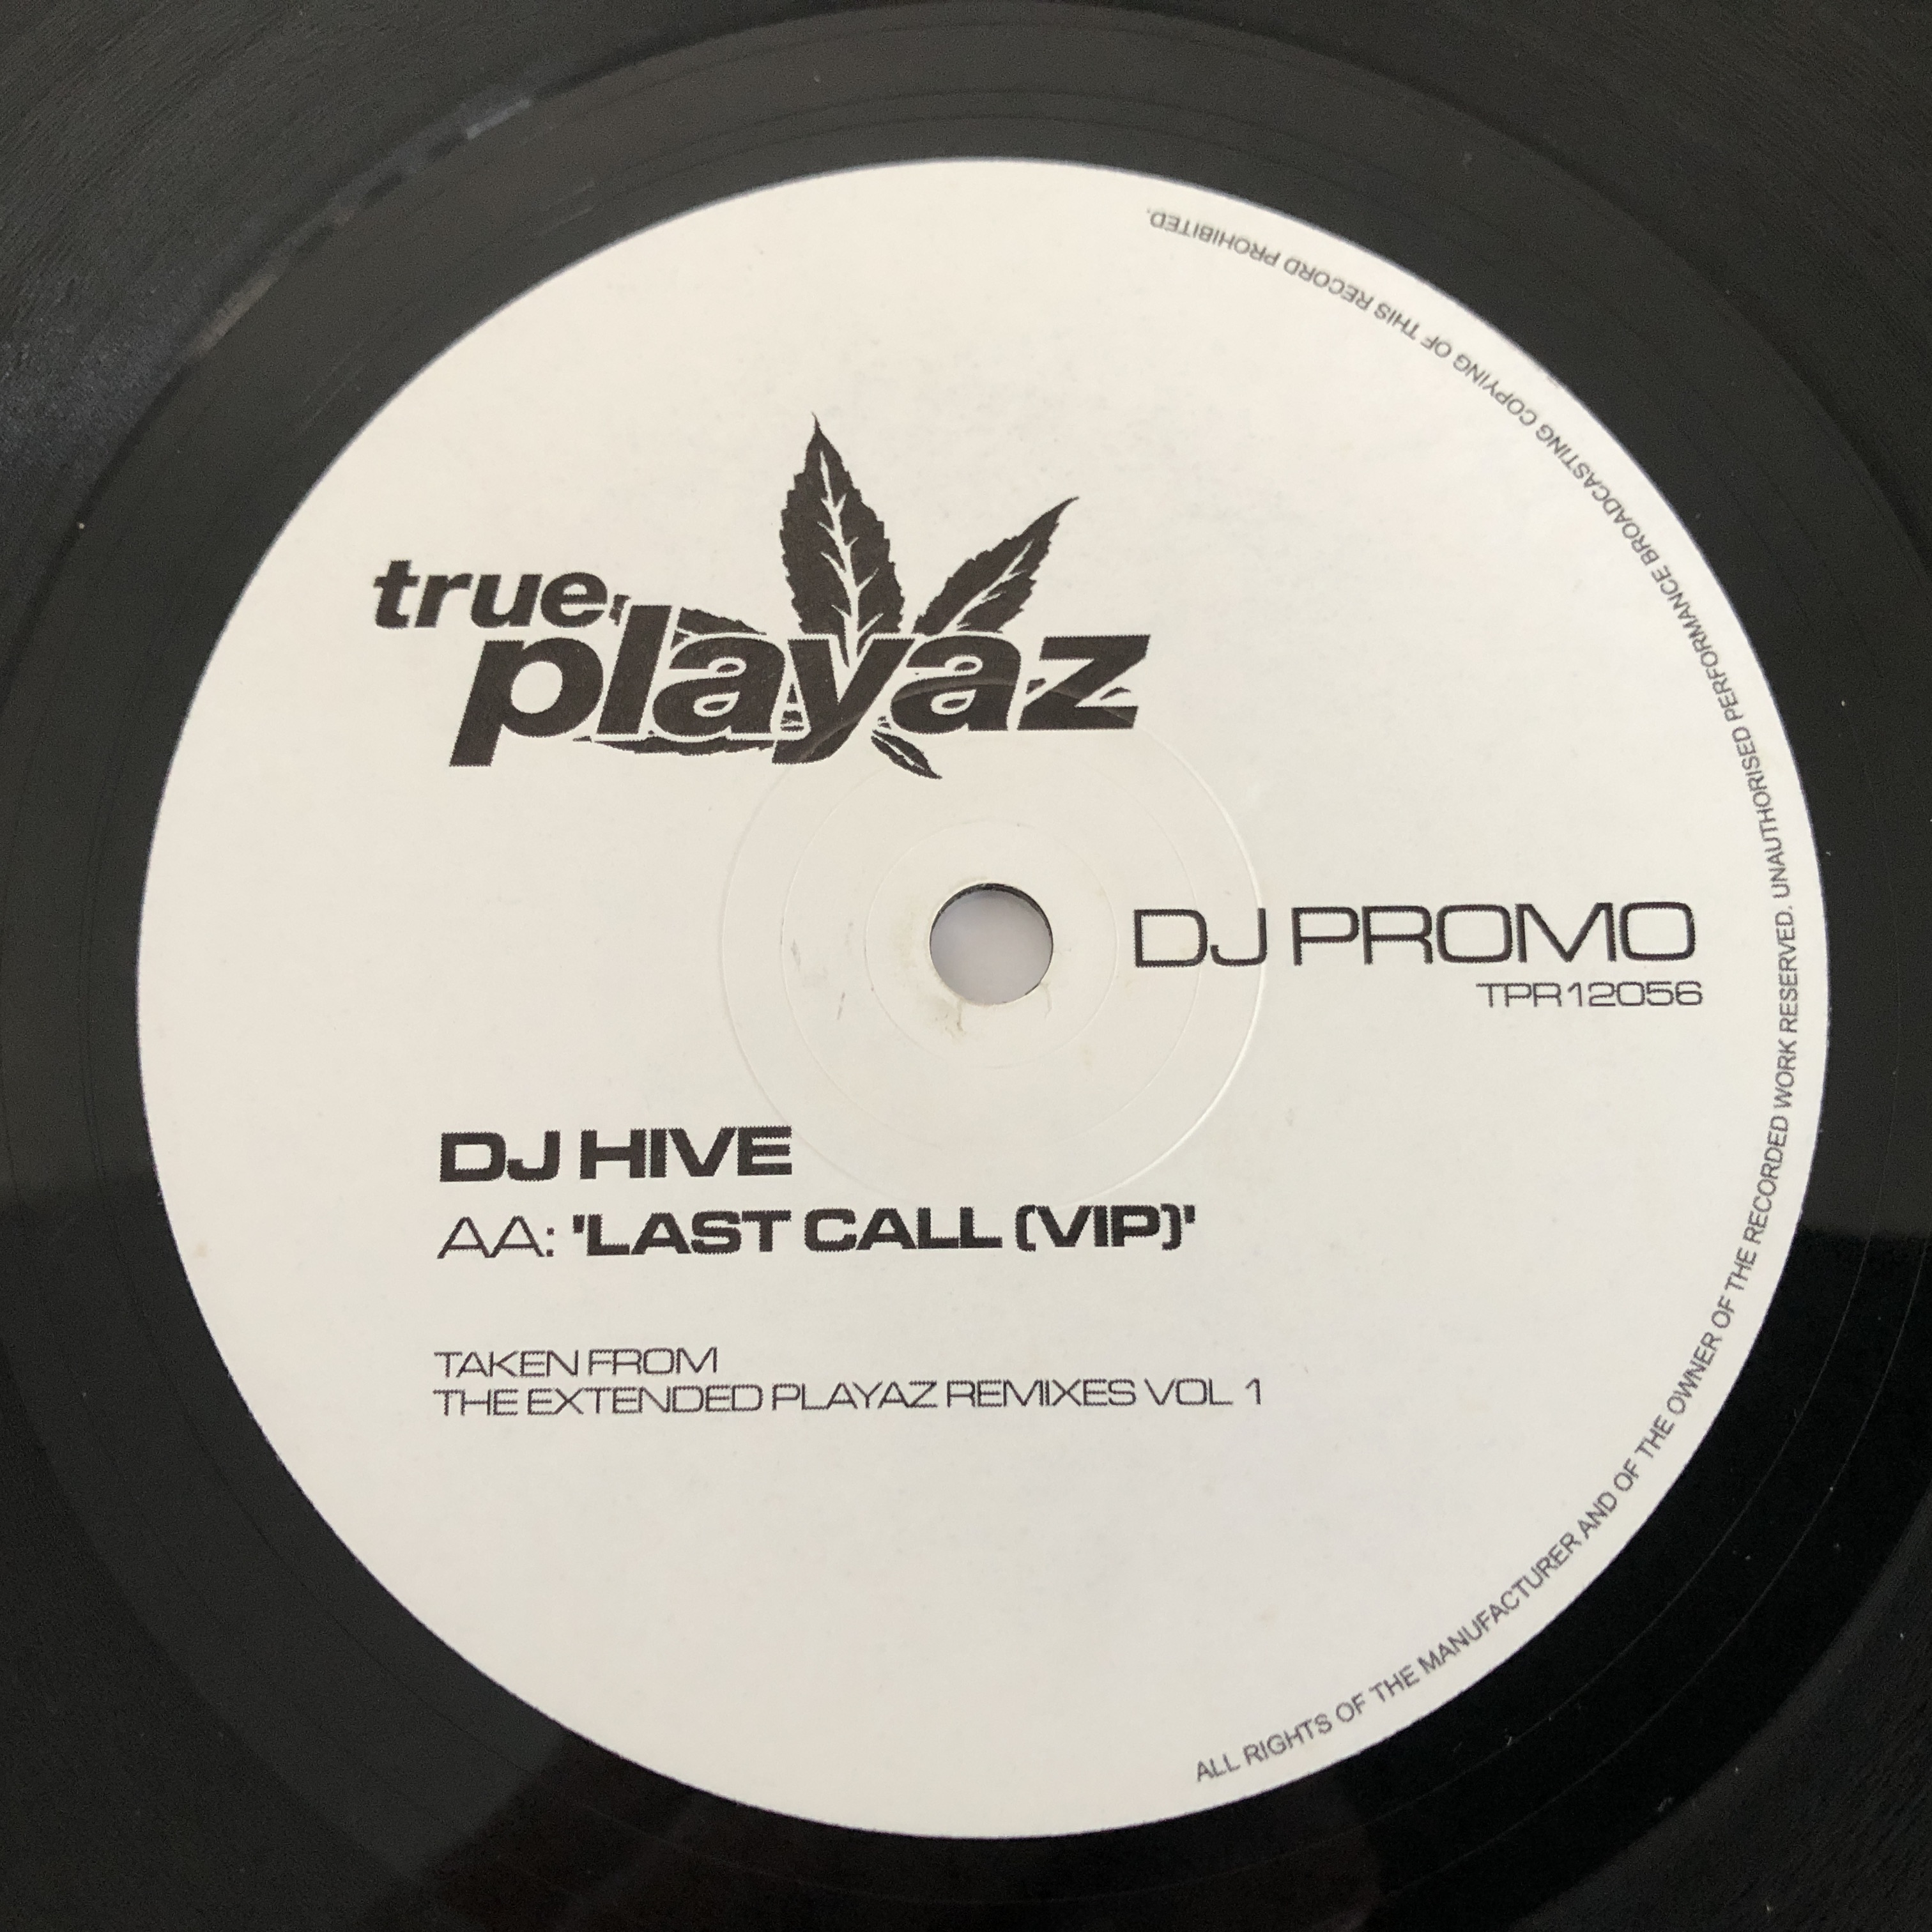 true
playaz
DJ PROMO
TPR12056
DJ HIVE
AA: 'LAST CALL (VIP)'
TAKEN FROM
THE EXTENDED PLAYAZ REMIXES VOL 1
ALL RIGHTS OF THE MANUFACTURER AND OF THE OWNER OF THE RECORDED WORK RESERVED. UNAUTHORISED PERFORMANCE BROADCASTING COPYING OF THIS RECORD PROHIBITED.